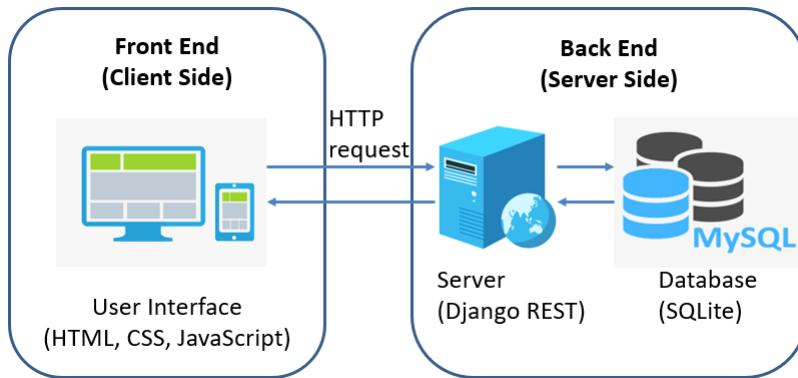 Front End
(Client Side)
Back End
(Server Side)
HTTP
request
MySQL
User Interface
(HTML, CSS, JavaScript)
Server
(Django REST)
Database
(SQLite)